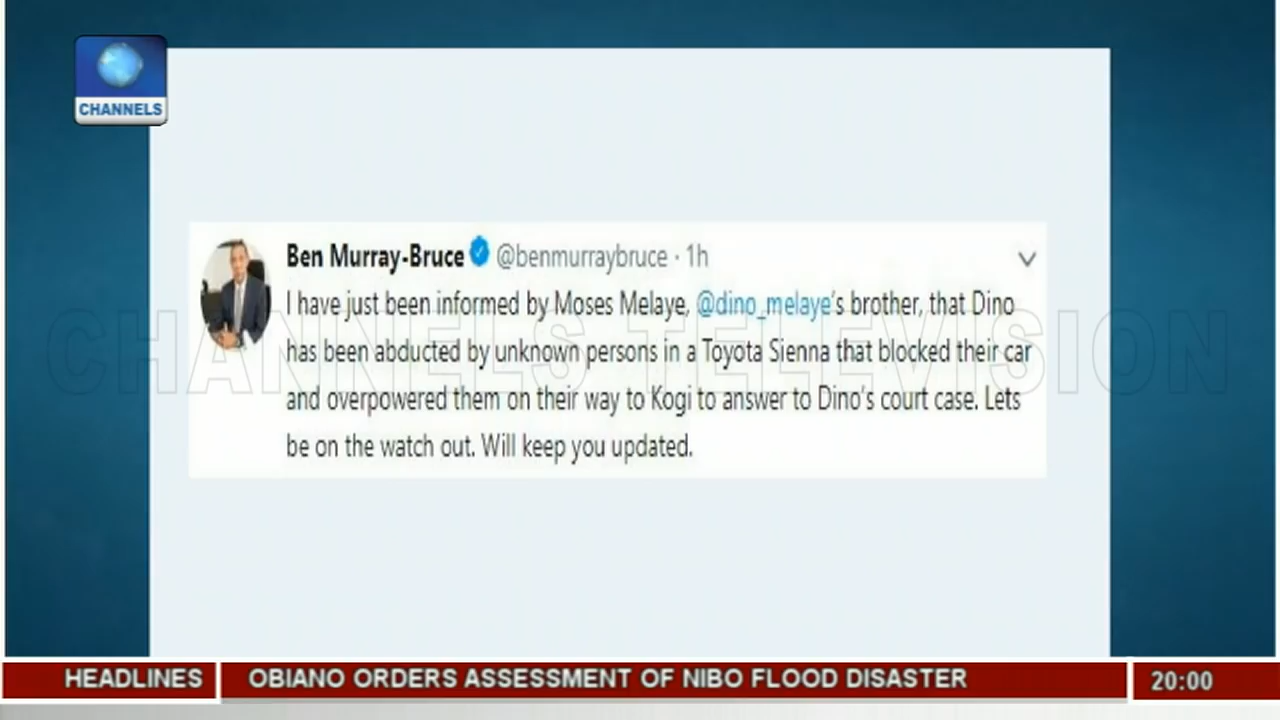 CHANNELS
Ben Murray-Bruce @benmurraybruce · 1h
I have just been informed by Moses Melaye, @dino_melaye's brother, that Dino
has been abducted by unknown persons in a Toyota Sienna that blocked their car
and overpowered them on their way to Kogi to answer to Dino's court case. Lets
be on the watch out. Will keep you updated.
CHANNELS TELEVISION
HEADLINES OBIANO ORDERS ASSESSMENT OF NIBO FLOOD DISASTER 20:00